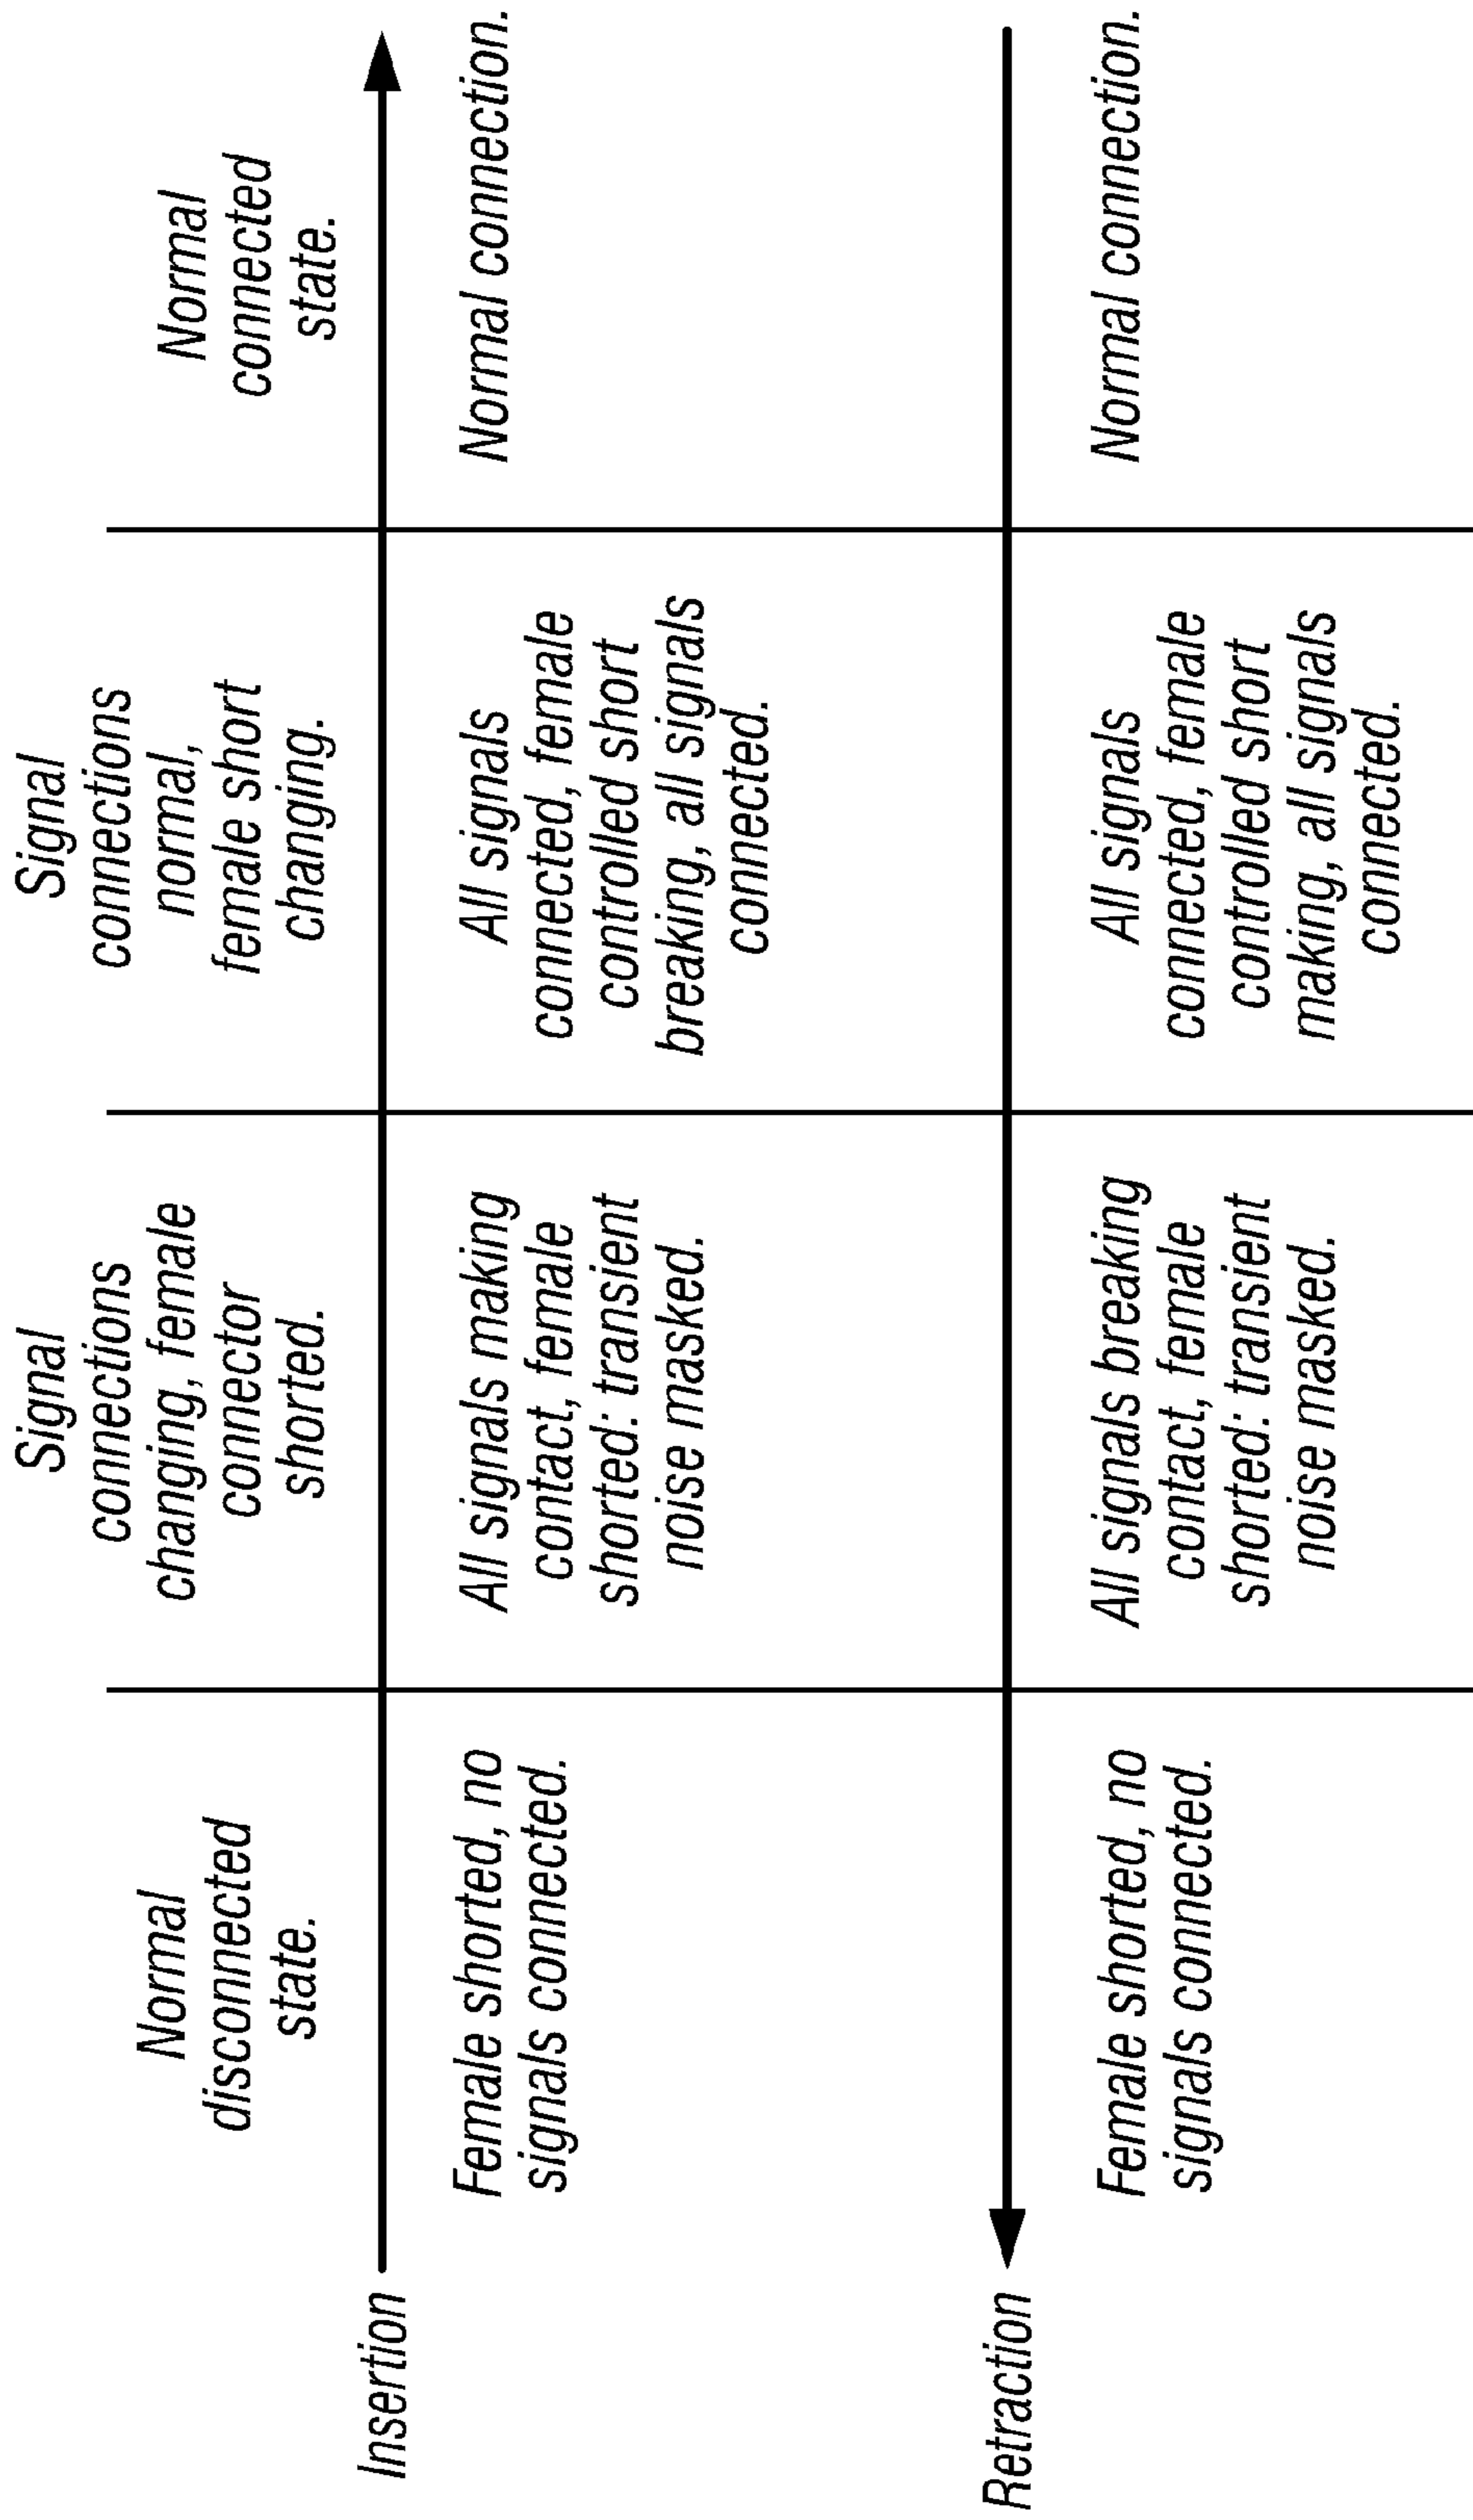 Normal
disconnected
state.
Signal
connections
changing, female
connector
shorted.
Signal
connections
normal,
female short
changing.
Normal
connected
state.
Insertion
Female shorted, no
signals connected.
All signals making
contact, female
shorted: transient
noise masked.
All signals
connected, female
controlled short
breaking, all signals
connected.
Normal connection.
Retraction
Female shorted, no
signals connected.
All signals breaking
contact, female
shorted: transient
noise masked.
All signals
connected, female
controlled short
making, all signals
connected.
Normal connection.